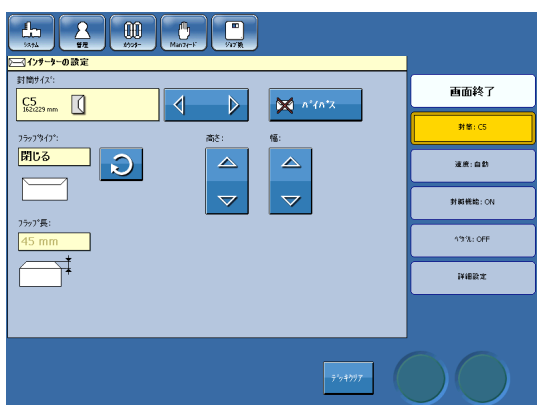 システム
管理
カウンター
Manフィード
ジョブ機
インサーターの設定
封筒サイズ:
C5
162x229 mm
バイパス
フラップタイプ:
閉じる
高さ:
幅:
フラップ長:
45 mm
画面終了
封筒: C5
速度: 自動
封緘機能: ON
ベベル: OFF
詳細設定
デッキクリア